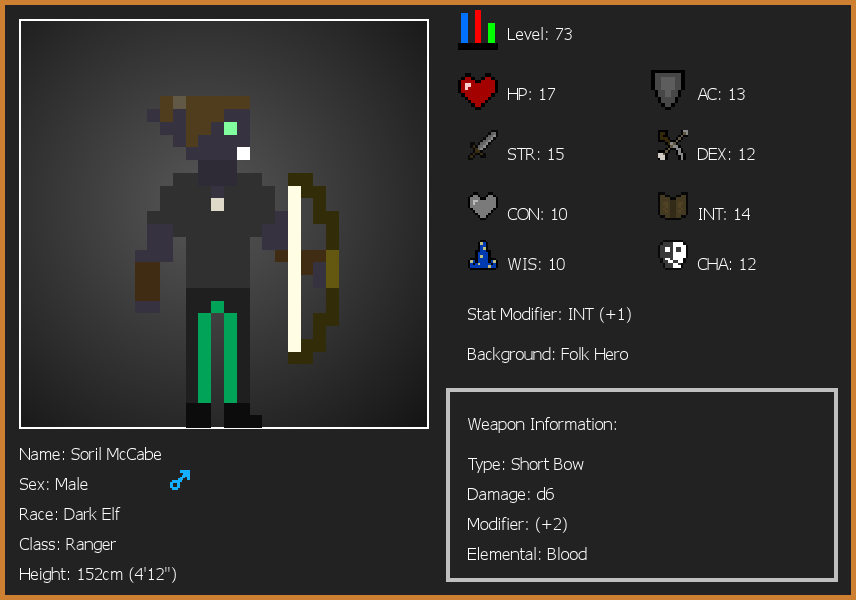 Level: 73
HP: 17
AC: 13
STR: 15
DEX: 12
CON: 10
INT: 14
WIS: 10
CHA: 12
Stat Modifier: INT (+1)
Background: Folk Hero
Weapon Information:
Type: Short Bow
Damage: d6
Modifier: (+2)
Elemental: Blood
Name: Soril McCabe
Sex: Male
Race: Dark Elf
Class: Ranger
Height: 152cm (4'12")